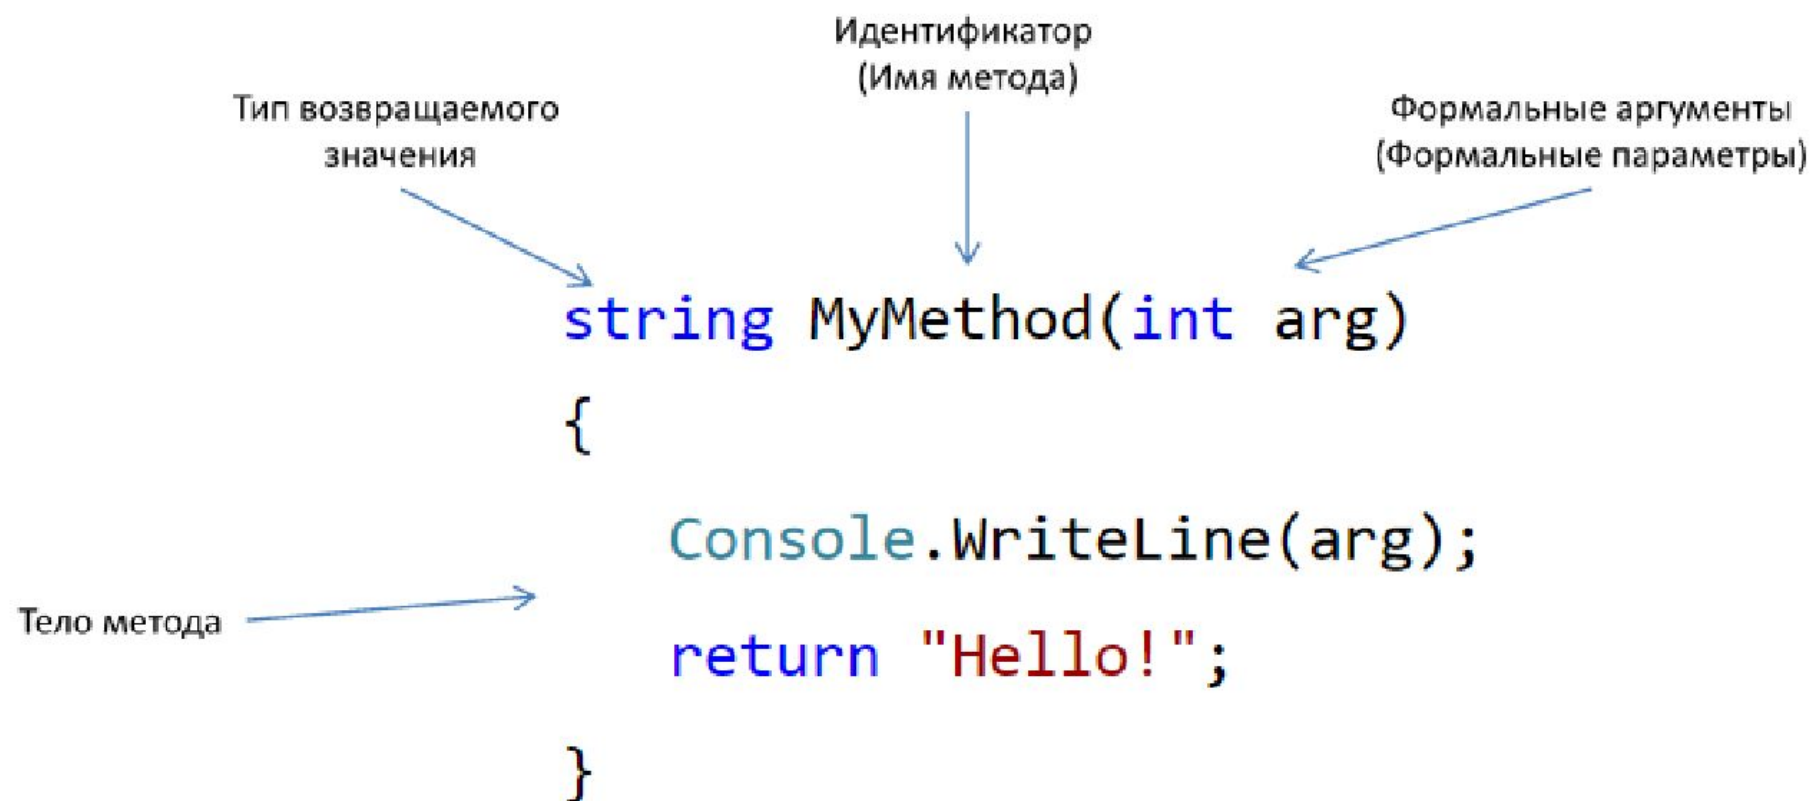 Идентификатор
(Имя метода)
Тип возвращаемого
значения
Формальные аргументы
(Формальные параметры)
string MyMethod(int arg)
{
Console.WriteLine(arg);
Тело метода
return "Hello!";
}